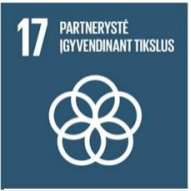 17 PARTNERYSTĖ
ĮGYVENDINANT TIKSLUS